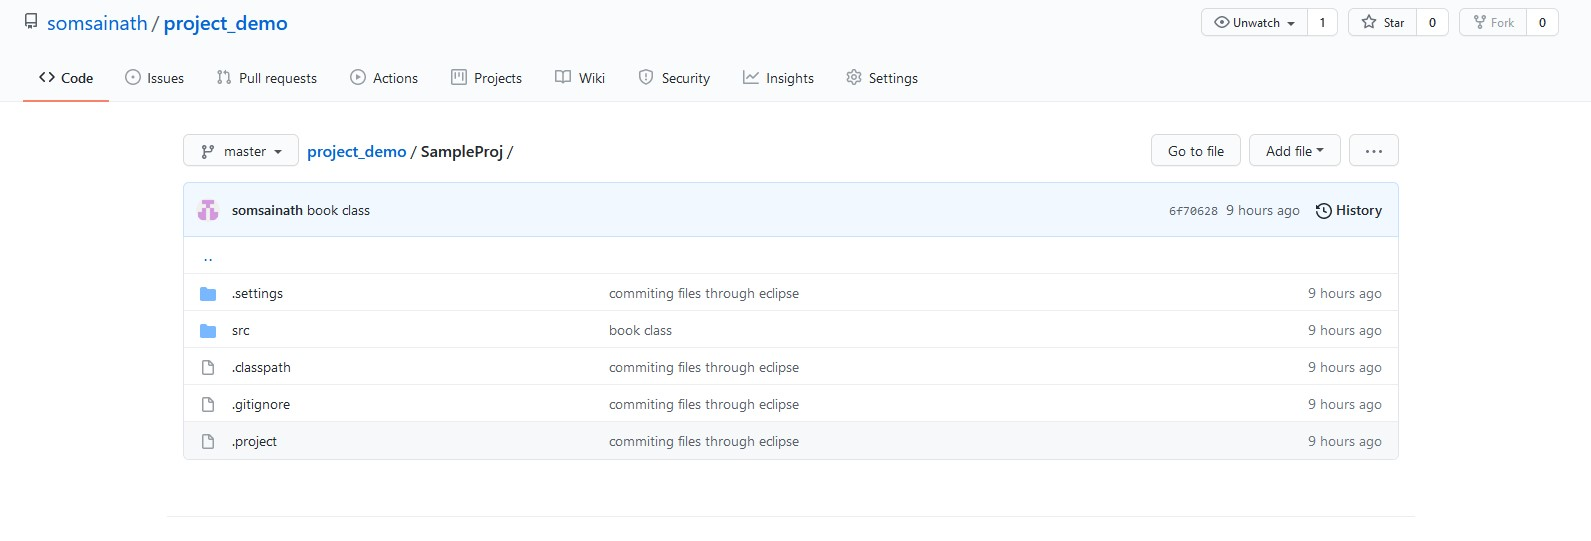 somsainath / project_demo
Unwatch 1 Star 0 Fork 0
Code Issues Pull requests Actions Projects Wiki Security Insights Settings
master project_demo / SampleProj / Go to file Add file ...
somsainath book class 6f70628 9 hours ago History
..
.settings commiting files through eclipse 9 hours ago
src book class 9 hours ago
.classpath commiting files through eclipse 9 hours ago
.gitignore commiting files through eclipse 9 hours ago
.project commiting files through eclipse 9 hours ago